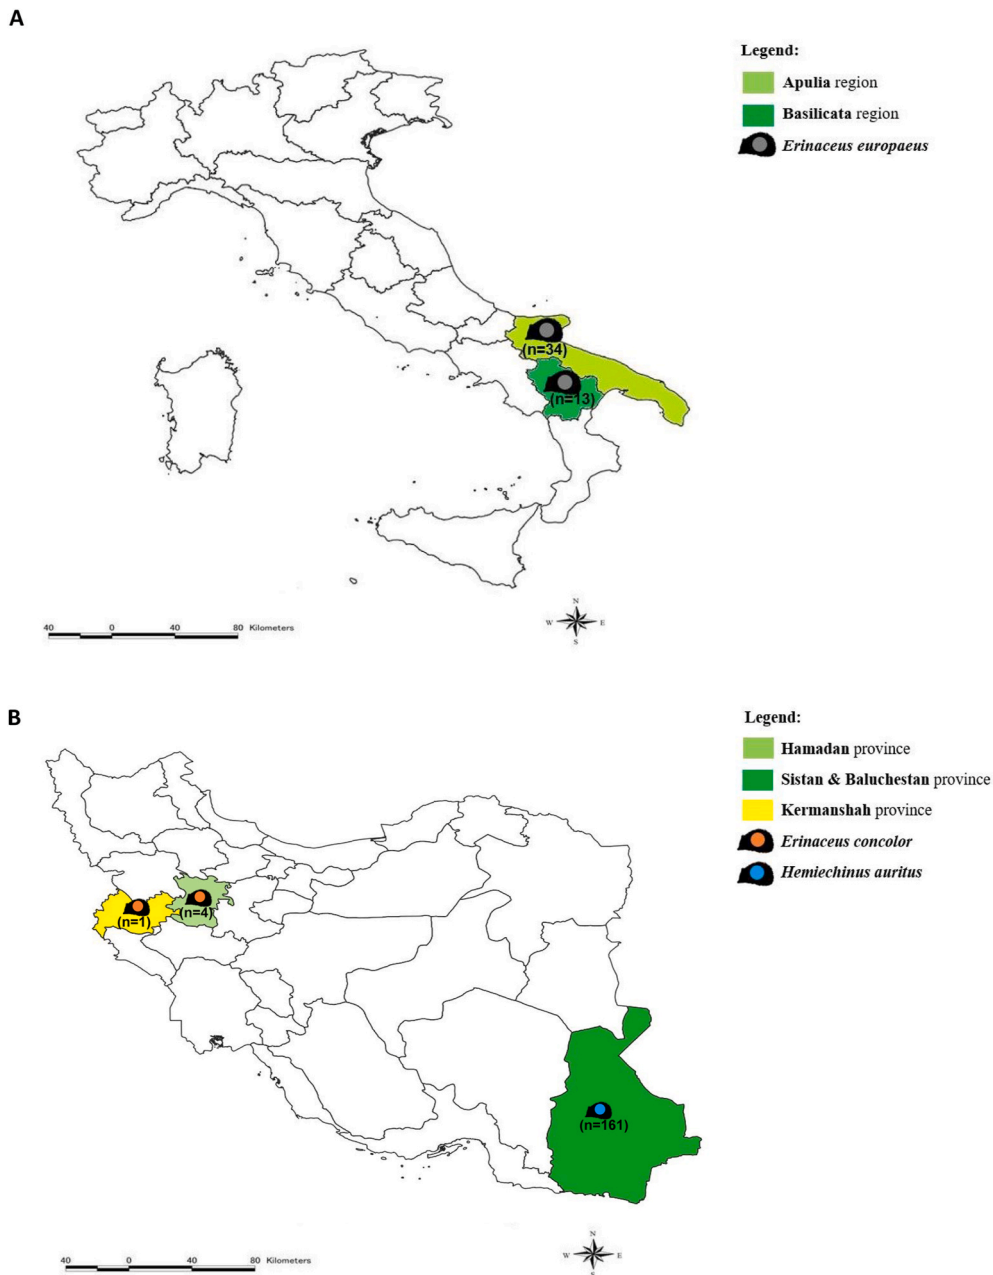 A
Legend:
Apulia region
Basilicata region
Erinaceus europaeus
(n=34)
(n=13)
N
W E
S
40 0 40 80 Kilometers
B
Legend:
Hamadan province
Sistan & Baluchestan province
Kermanshah province
Erinaceus concolor
Hemiechinus auritus
(n=1)
(n=4)
(n=161)
N
W E
S
40 0 40 80 Kilometers